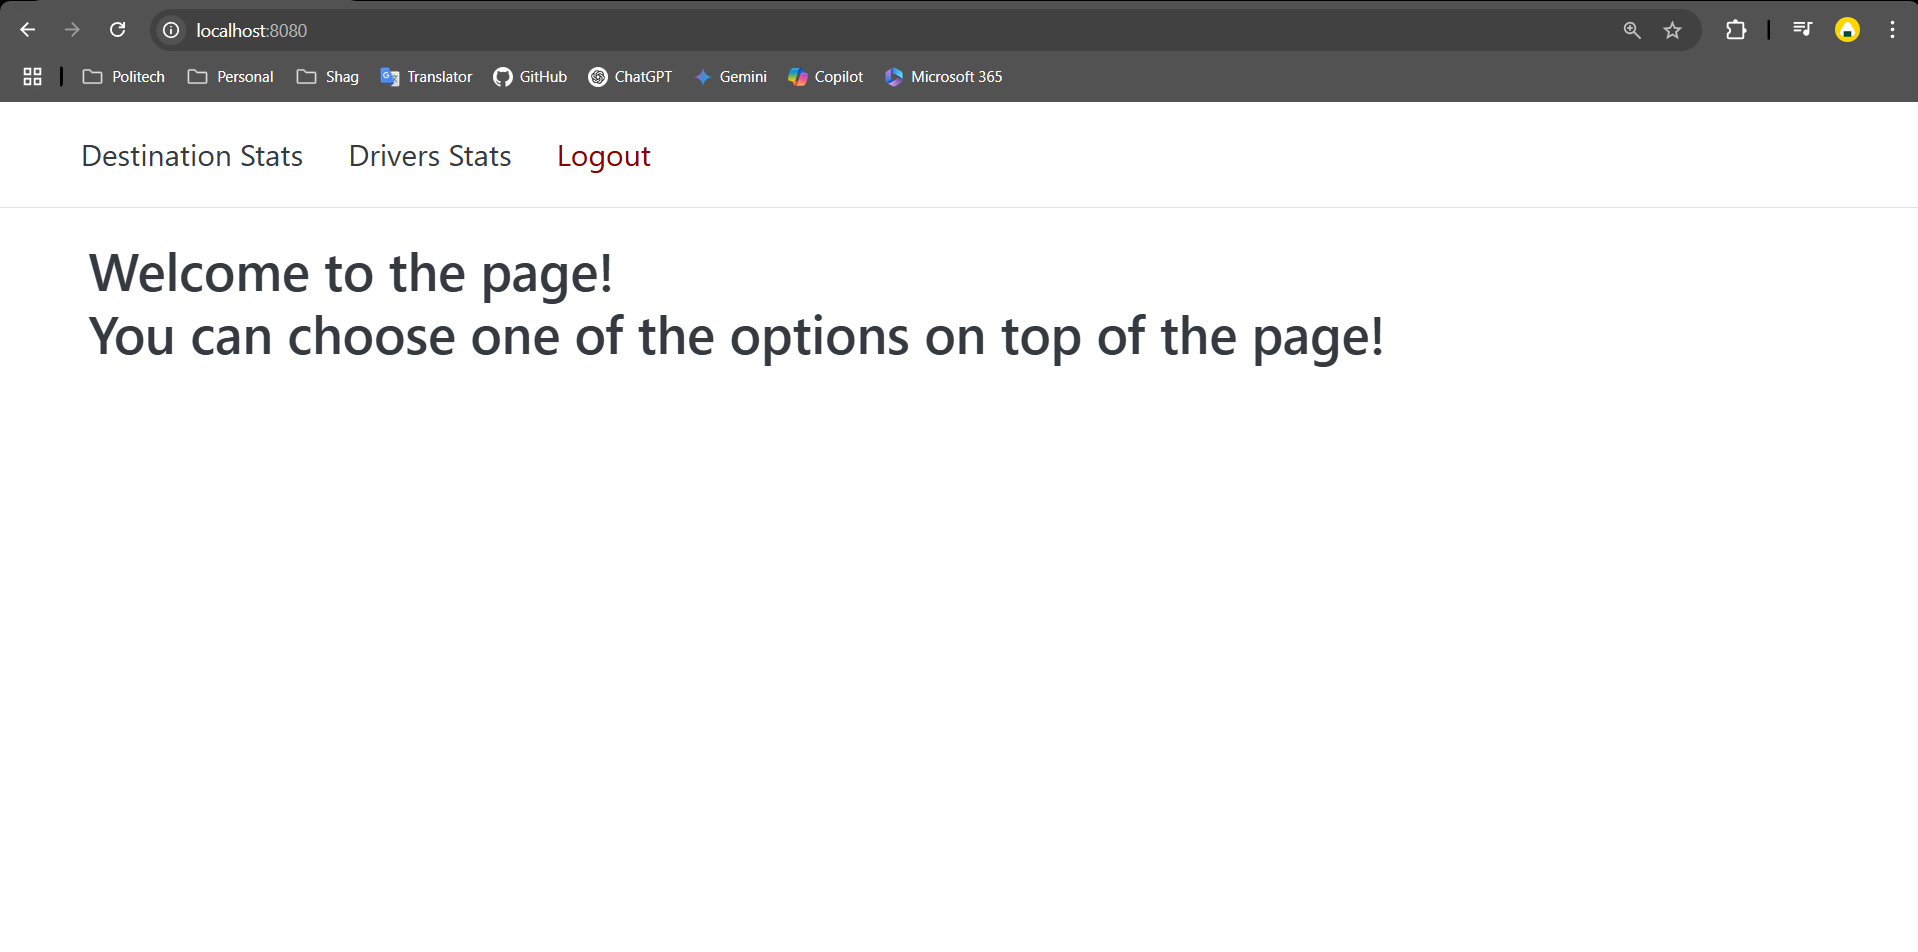 localhost:8080
Politech Personal Shag Translator GitHub ChatGPT Gemini Copilot Microsoft 365
Destination Stats Drivers Stats Logout
Welcome to the page!
You can choose one of the options on top of the page!